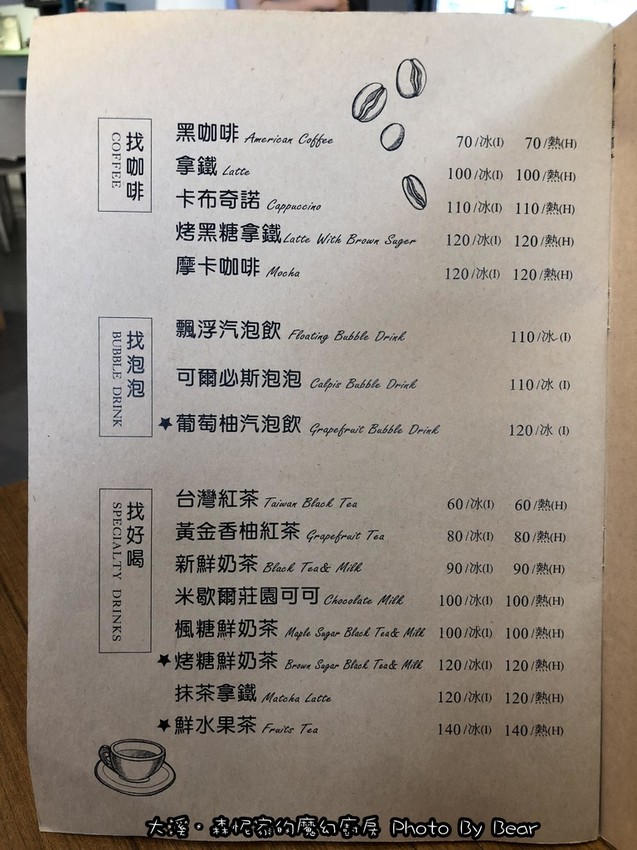 找咖啡
COFFEE
黑咖啡 American Coffee 70/冰(I) 70/熱(H)
拿鐵 Latte 100/冰(I) 100/熱(H)
卡布奇諾 Cappuccino 110/冰(I) 110/熱(H)
烤黑糖拿鐵 Latte With Brown Suger 120/冰(I) 120/熱(H)
摩卡咖啡 Mocha 120/冰(I) 120/熱(H)
找泡泡
BUBBLE DRINK
飄浮汽泡飲 Floating Bubble Drink 110/冰(I)
可爾必斯泡泡 Calpis Bubble Drink 110/冰(I)
★葡萄柚汽泡飲 Grapefruit Bubble Drink 120/冰(I)
找好喝
SPECIALTY DRINKS
台灣紅茶 Taiwan Black Tea 60/冰(I) 60/熱(H)
黃金香柚紅茶 Grapefruit Tea 80/冰(I) 80/熱(H)
新鮮奶茶 Black Tea& Milk 90/冰(I) 90/熱(H)
米歇爾莊園可可 Chocolate Milk 100/冰(I) 100/熱(H)
楓糖鮮奶茶 Maple Sugar Black Tea& Milk 100/冰(I) 100/熱(H)
★烤糖鮮奶茶 Brown Sugar Black Tea& Milk 120/冰(I) 120/熱(H)
抹茶拿鐵 Matcha Latte 120/冰(I) 120/熱(H)
★鮮水果茶 Fruits Tea 140/冰(I) 140/熱(H)
大溪·森怩家的魔幻廚房 Photo By Bear